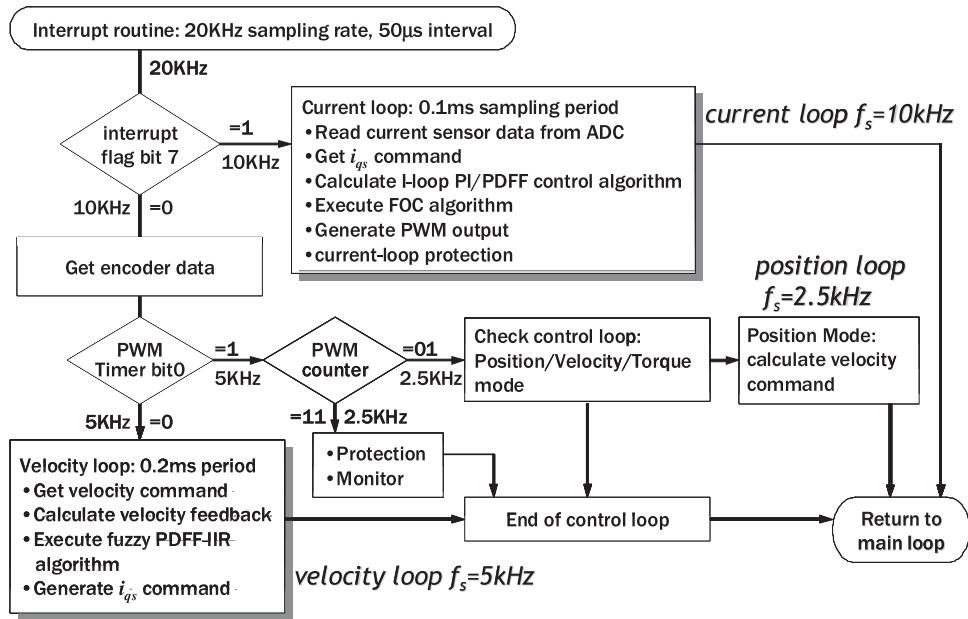 Interrupt routine: 20KHz sampling rate, 50µs interval
20KHz
interrupt
flag bit 7
=1
10KHz
Current loop: 0.1ms sampling period
•Read current sensor data from ADC
•Get iqs command
•Calculate I-loop PI/PDFF control algorithm
•Execute FOC algorithm
•Generate PWM output
•current-loop protection
current loop fs=10kHz
10KHz =0
Get encoder data
position loop
fs=2.5kHz
PWM
Timer bit0
=1
5KHz
PWM
counter
=01
2.5KHz
Check control loop:
Position/Velocity/Torque
mode
Position Mode:
calculate velocity
command
5KHz =0
=11 2.5KHz
•Protection
•Monitor
Velocity loop: 0.2ms period
•Get velocity command
•Calculate velocity feedback
•Execute fuzzy PDFF-IIR
algorithm
•Generate iqs command
End of control loop
Return to
main loop
velocity loop fs=5kHz